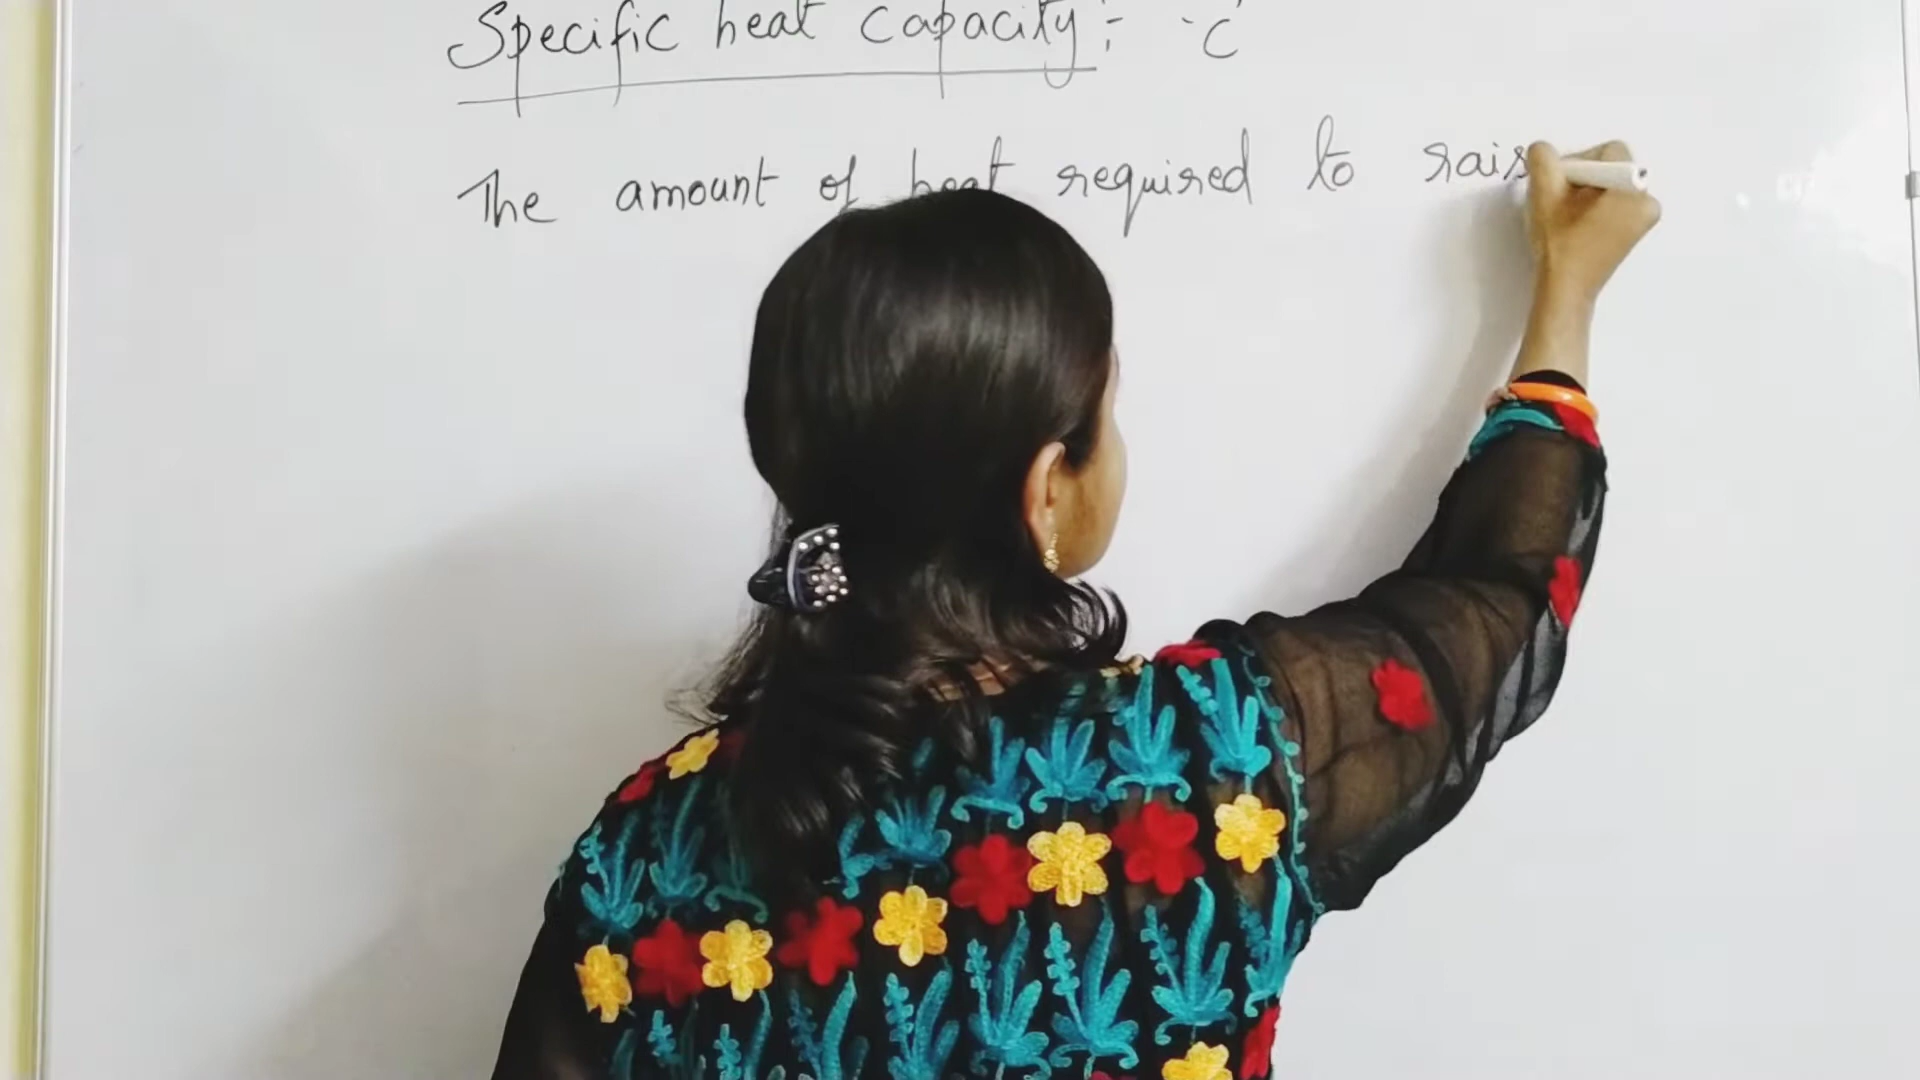 Specific heat capacity :- 'c'
The amount of heat required to rais